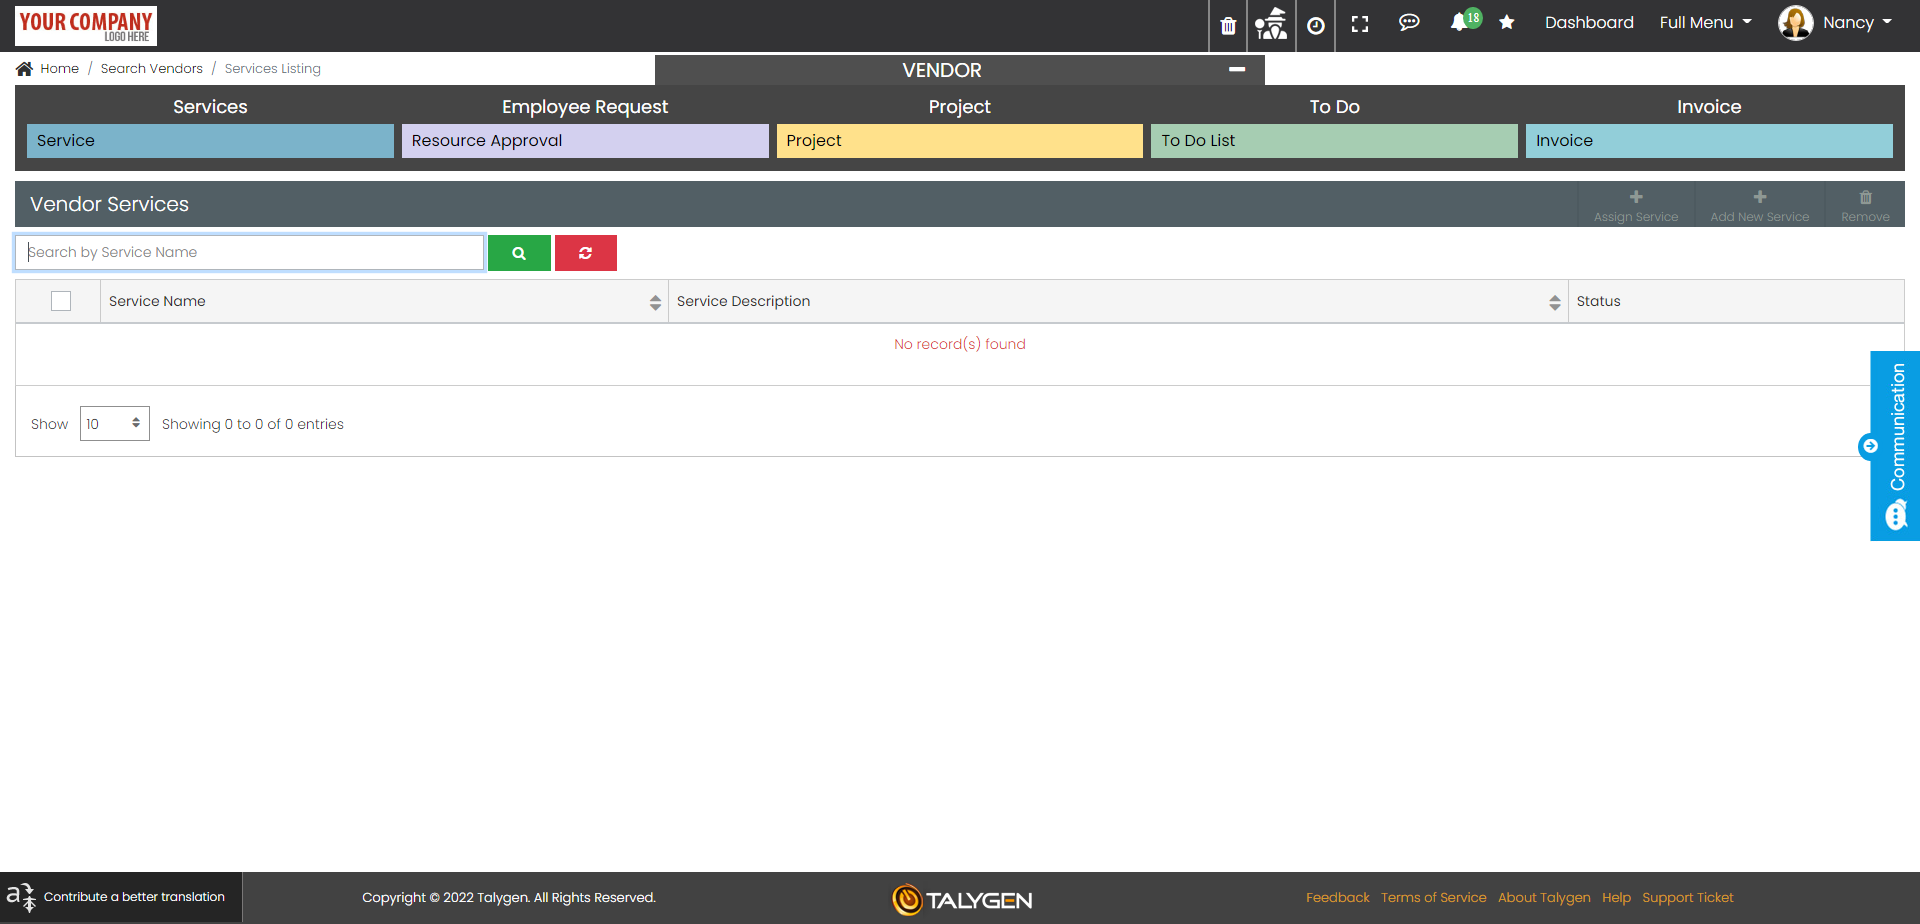 YOUR COMPANY
LOGO HERE
18
Dashboard
Full Menu
Nancy
Home / Search Vendors / Services Listing
VENDOR
Services
Employee Request
Project
To Do
Invoice
Service
Resource Approval
Project
To Do List
Invoice
Vendor Services
Assign Service
Add New Service
Remove
Search by Service Name
Service Name
Service Description
Status
No record(s) found
Show 10 Showing 0 to 0 of 0 entries
Communication
Contribute a better translation
Copyright © 2022 Talygen. All Rights Reserved.
TALYGEN
Feedback Terms of Service About Talygen Help Support Ticket